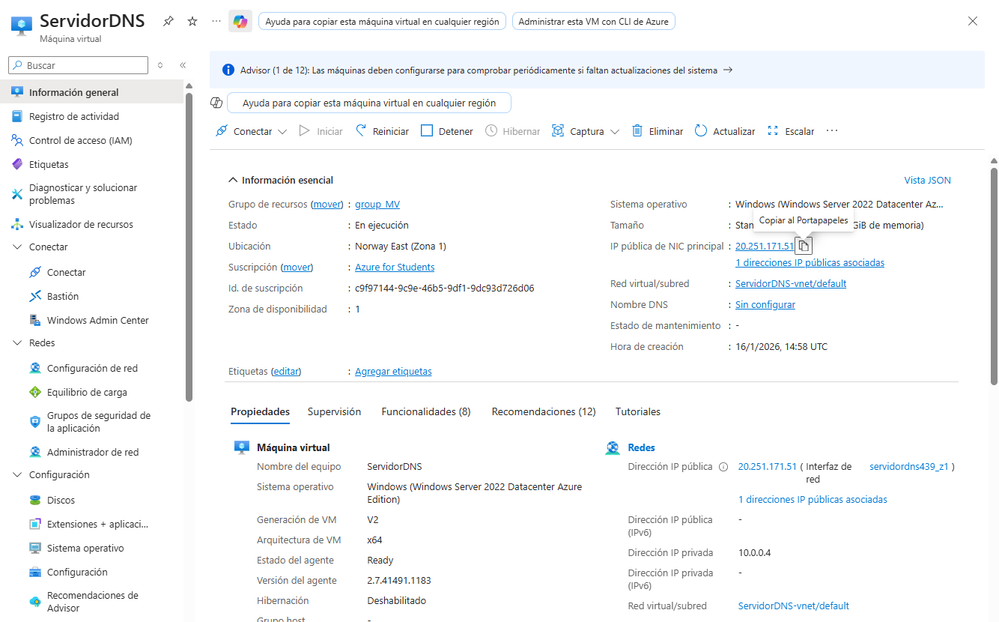 ServidorDNS
Máquina virtual
Ayuda para copiar esta máquina virtual en cualquier región
Administrar esta VM con CLI de Azure
Buscar
Información general
Registro de actividad
Control de acceso (IAM)
Etiquetas
Diagnosticar y solucionar
problemas
Visualizador de recursos
Conectar
Conectar
Bastión
Windows Admin Center
Redes
Configuración de red
Equilibrio de carga
Grupos de seguridad de
la aplicación
Administrador de red
Configuración
Discos
Extensiones + aplicaci...
Sistema operativo
Configuración
Recomendaciones de
Advisor
Advisor (1 de 12): Las máquinas deben configurarse para comprobar periódicamente si faltan actualizaciones del sistema →
Ayuda para copiar esta máquina virtual en cualquier región
Conectar Iniciar Reiniciar Detener Hibernar Captura Eliminar Actualizar Escalar ...
Información esencial
Vista JSON
Grupo de recursos (mover) : group_MV
Estado : En ejecución
Ubicación : Norway East (Zona 1)
Suscripción (mover) : Azure for Students
Id. de suscripción : c9f97144-9c9e-46b5-9df1-9dc93d726d06
Zona de disponibilidad : 1
Sistema operativo : Windows (Windows Server 2022 Datacenter Az...
Copiar al Portapapeles
Tamaño : Stan GiB de memoria)
IP pública de NIC principal : 20.251.171.51
1 direcciones IP públicas asociadas
Red virtual/subred : ServidorDNS-vnet/default
Nombre DNS : Sin configurar
Estado de mantenimiento : -
Hora de creación : 16/1/2026, 14:58 UTC
Etiquetas (editar) : Agregar etiquetas
Propiedades Supervisión Funcionalidades (8) Recomendaciones (12) Tutoriales
Máquina virtual
Nombre del equipo ServidorDNS
Sistema operativo Windows (Windows Server 2022 Datacenter Azure
Edition)
Generación de VM V2
Arquitectura de VM x64
Estado del agente Ready
Versión del agente 2.7.41491.1183
Hibernación Deshabilitado
Grupo host -
Redes
Dirección IP pública 20.251.171.51 ( Interfaz de servidordns439_z1 )
red
1 direcciones IP públicas asociadas
Dirección IP pública -
(IPv6)
Dirección IP privada 10.0.0.4
Dirección IP privada -
(IPv6)
Red virtual/subred ServidorDNS-vnet/default